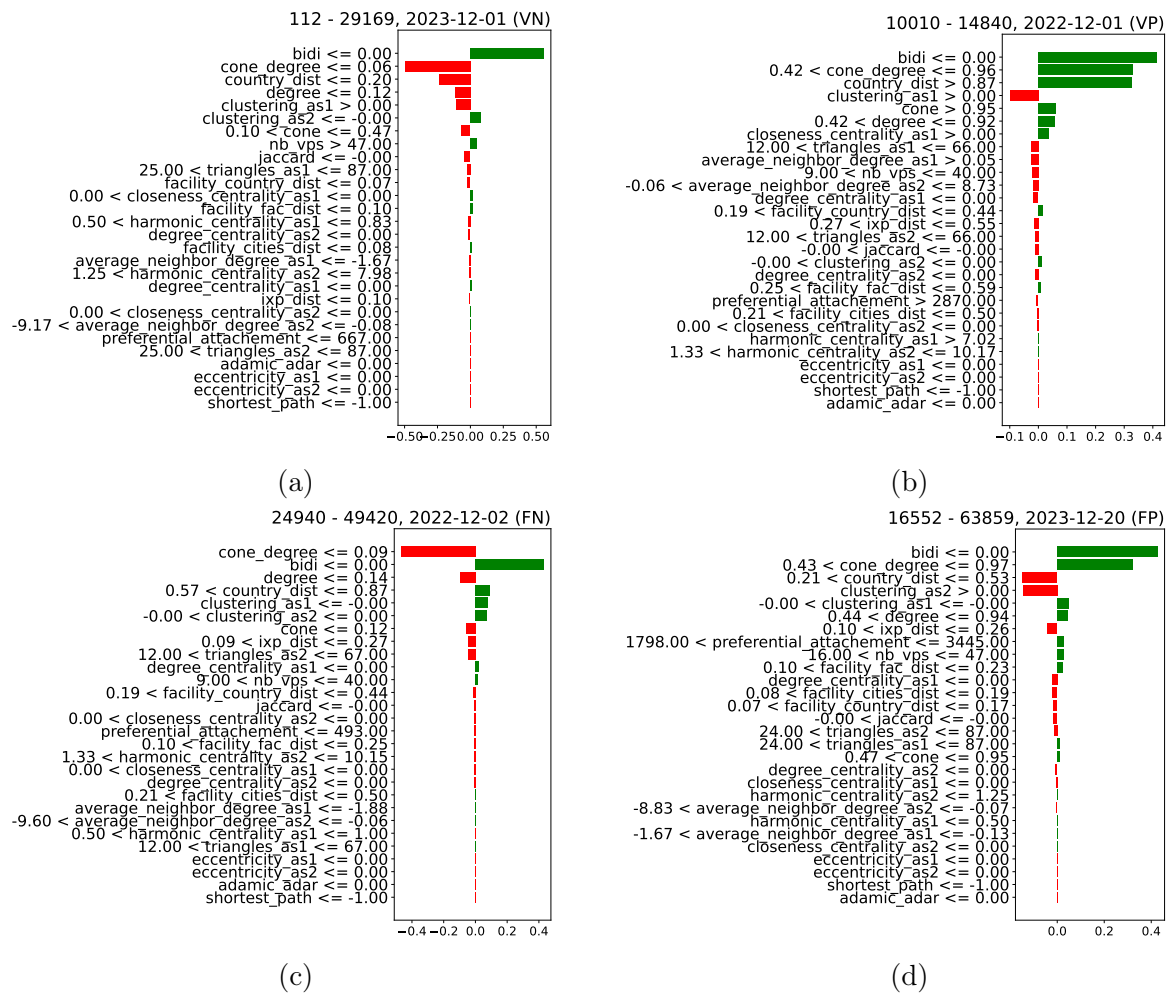 112 - 29169, 2023-12-01 (VN)
bidi <= 0.00
cone_degree <= 0.06
country_dist <= 0.20
degree <= 0.12
clustering_as1 > 0.00
clustering_as2 <= -0.00
0.10 < cone <= 0.47
nb_vps > 47.00
jaccard <= -0.00
25.00 < triangles_as1 <= 87.00
facility_country_dist <= 0.07
0.00 < closeness_centrality_as1 <= 0.00
facility_fac_dist <= 0.10
0.50 < harmonic_centrality_as1 <= 0.83
degree_centrality_as2 <= 0.00
facility_cities_dist <= 0.08
average_neighbor_degree_as1 <= -1.67
1.25 < harmonic_centrality_as2 <= 7.98
degree_centrality_as1 <= 0.00
ixp_dist <= 0.10
0.00 < closeness_centrality_as2 <= 0.00
-9.17 < average_neighbor_degree_as2 <= -0.08
preferential_attachement <= 667.00
25.00 < triangles_as2 <= 87.00
adamic_adar <= 0.00
eccentricity_as1 <= 0.00
eccentricity_as2 <= 0.00
shortest_path <= -1.00
−0.50 −0.25 0.00 0.25 0.50
(a)
10010 - 14840, 2022-12-01 (VP)
bidi <= 0.00
0.42 < cone_degree <= 0.96
country_dist > 0.87
clustering_as1 > 0.00
cone > 0.95
0.42 < degree <= 0.92
closeness_centrality_as1 > 0.00
12.00 < triangles_as1 <= 66.00
average_neighbor_degree_as1 > 0.05
9.00 < nb_vps <= 40.00
-0.06 < average_neighbor_degree_as2 <= 8.73
degree_centrality_as1 <= 0.00
0.19 < facility_country_dist <= 0.44
0.27 < ixp_dist <= 0.55
12.00 < triangles_as2 <= 66.00
-0.00 < jaccard <= -0.00
-0.00 < clustering_as2 <= 0.00
degree_centrality_as2 <= 0.00
0.25 < facility_fac_dist <= 0.59
preferential_attachement > 2870.00
0.21 < facility_cities_dist <= 0.50
0.00 < closeness_centrality_as2 <= 0.00
harmonic_centrality_as1 > 7.02
1.33 < harmonic_centrality_as2 <= 10.17
eccentricity_as1 <= 0.00
eccentricity_as2 <= 0.00
shortest_path <= -1.00
adamic_adar <= 0.00
−0.1 0.0 0.1 0.2 0.3 0.4
(b)
24940 - 49420, 2022-12-02 (FN)
cone_degree <= 0.09
bidi <= 0.00
degree <= 0.14
0.57 < country_dist <= 0.87
clustering_as1 <= -0.00
-0.00 < clustering_as2 <= 0.00
cone <= 0.12
0.09 < ixp_dist <= 0.27
12.00 < triangles_as2 <= 67.00
degree_centrality_as1 <= 0.00
9.00 < nb_vps <= 40.00
0.19 < facility_country_dist <= 0.44
jaccard <= -0.00
0.00 < closeness_centrality_as2 <= 0.00
preferential_attachement <= 493.00
0.10 < facility_fac_dist <= 0.25
1.33 < harmonic_centrality_as2 <= 10.15
0.00 < closeness_centrality_as1 <= 0.00
degree_centrality_as2 <= 0.00
0.21 < facility_cities_dist <= 0.50
average_neighbor_degree_as1 <= -1.88
-9.60 < average_neighbor_degree_as2 <= -0.06
0.50 < harmonic_centrality_as1 <= 1.00
12.00 < triangles_as1 <= 67.00
eccentricity_as1 <= 0.00
eccentricity_as2 <= 0.00
adamic_adar <= 0.00
shortest_path <= -1.00
−0.4 −0.2 0.0 0.2 0.4
(c)
16552 - 63859, 2023-12-20 (FP)
bidi <= 0.00
0.43 < cone_degree <= 0.97
0.21 < country_dist <= 0.53
clustering_as2 > 0.00
-0.00 < clustering_as1 <= -0.00
0.44 < degree <= 0.94
0.10 < ixp_dist <= 0.26
1798.00 < preferential_attachement <= 3445.00
16.00 < nb_vps <= 47.00
0.10 < facility_fac_dist <= 0.23
degree_centrality_as1 <= 0.00
0.08 < facility_cities_dist <= 0.19
0.07 < facility_country_dist <= 0.17
-0.00 < jaccard <= -0.00
24.00 < triangles_as2 <= 87.00
24.00 < triangles_as1 <= 87.00
0.47 < cone <= 0.95
degree_centrality_as2 <= 0.00
closeness_centrality_as1 <= 0.00
harmonic_centrality_as2 <= 1.25
-8.83 < average_neighbor_degree_as2 <= -0.07
harmonic_centrality_as1 <= 0.50
-1.67 < average_neighbor_degree_as1 <= -0.13
closeness_centrality_as2 <= 0.00
eccentricity_as1 <= 0.00
eccentricity_as2 <= 0.00
shortest_path <= -1.00
adamic_adar <= 0.00
0.0 0.2 0.4
(d)